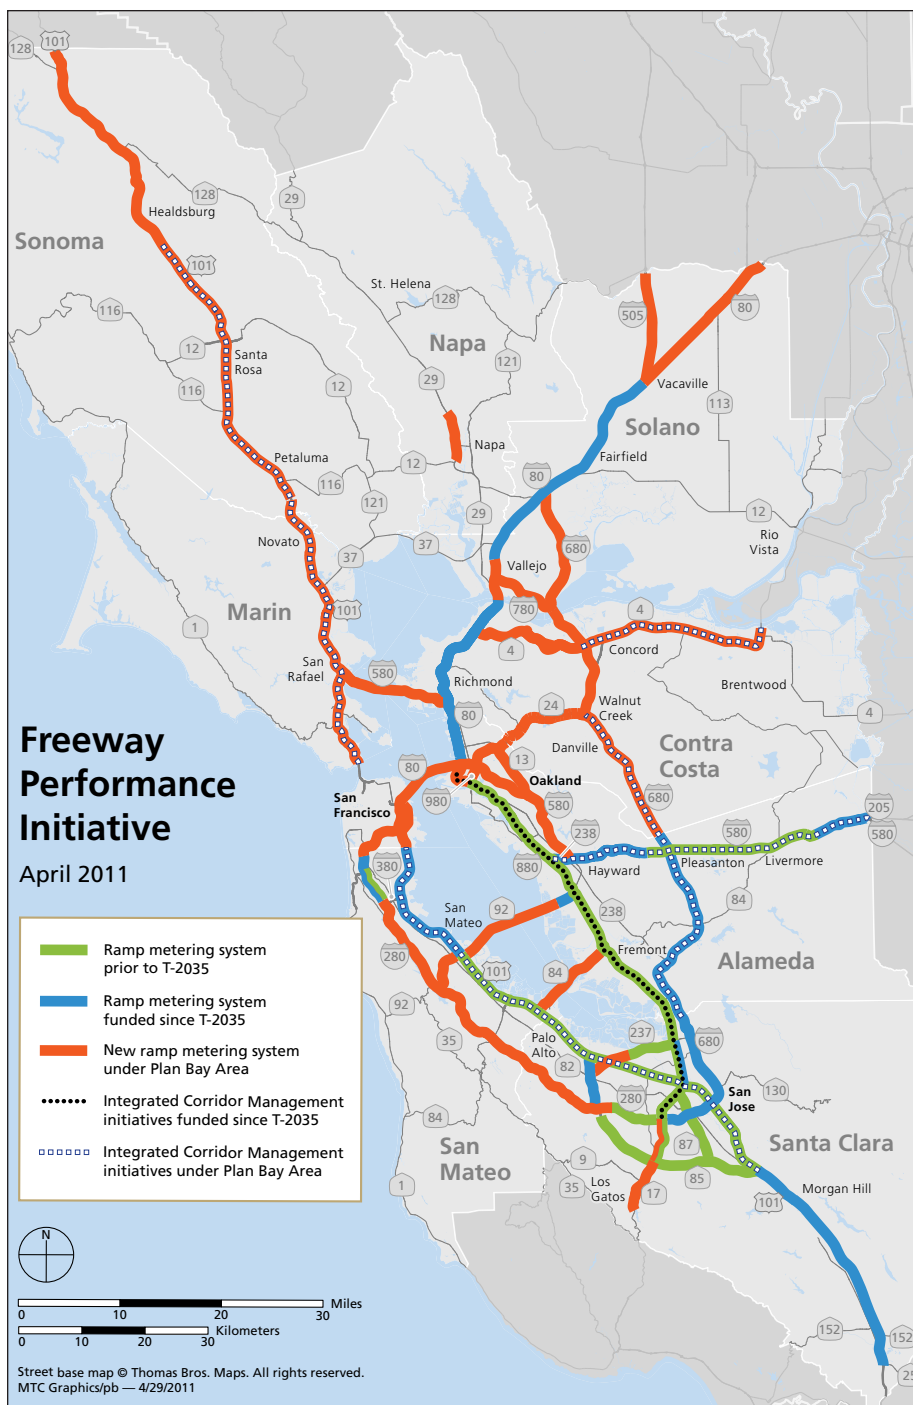 101
128
128
29
Healdsburg
Sonoma
101
St. Helena
128
505
80
116
Napa
12
Santa
Rosa
121
29
116
12
Vacaville
113
Solano
Napa
Petaluma
Fairfield
12
80
116
121
29
12
Rio
Vista
Novato
37
37
680
Vallejo
Marin
101
780
4
1
4
Concord
San
Rafael
580
Richmond
Brentwood
24
Walnut
Creek
80
4
Freeway
Performance
Initiative
April 2011
Danville
Contra
Costa
13
80
Oakland
980
San
Francisco
580
680
205
580
238
580
380
880
Hayward
Pleasanton
Livermore
84
San
Mateo
92
238
Fremont
280
101
84
Alameda
92
35
Palo
Alto
237
680
82
280
San
Jose
130
84
San
Mateo
87
Santa Clara
9
85
1
35
Los
Gatos
17
101
Morgan Hill
152
152
25
Ramp metering system
prior to T-2035
Ramp metering system
funded since T-2035
New ramp metering system
under Plan Bay Area
Integrated Corridor Management
initiatives funded since T-2035
Integrated Corridor Management
initiatives under Plan Bay Area
N
Miles
0 10 20 30
Kilometers
0 10 20 30
Street base map © Thomas Bros. Maps. All rights reserved.
MTC Graphics/pb — 4/29/2011